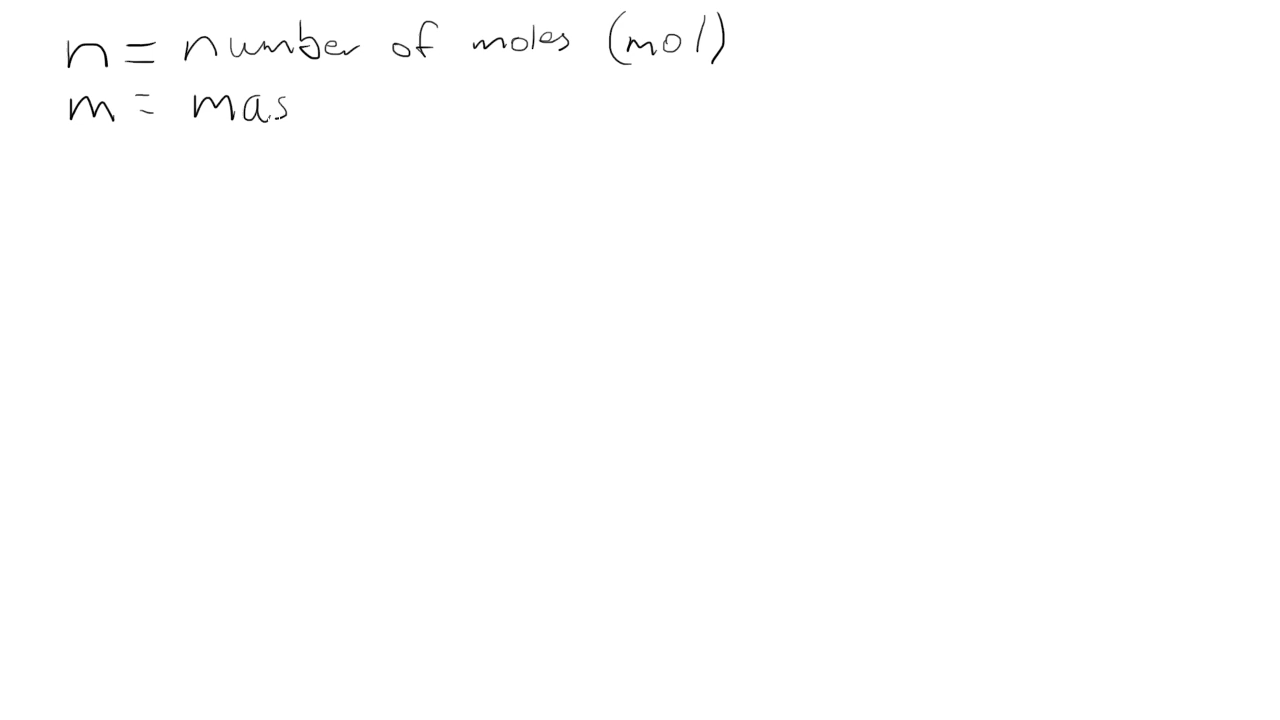 n = number of moles (mol)
m = mas